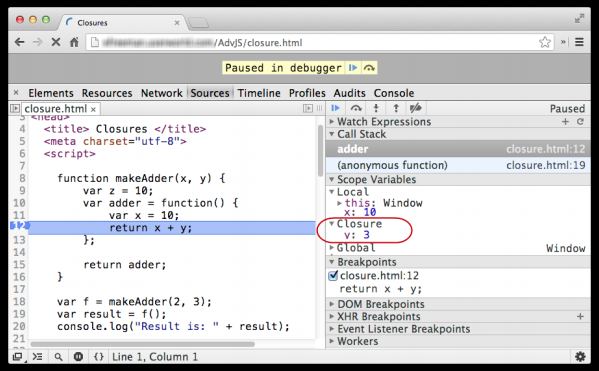 Closures
/AdvJS/closure.html
Paused in debugger
Elements Resources Network Sources Timeline Profiles Audits Console
closure.html
Paused
3 <head>
4 <title> Closures </title>
5 <meta charset="utf-8">
6 <script>
7
8 function makeAdder(x, y) {
9 var z = 10;
10 var adder = function() {
11 var x = 10;
12 return x + y;
13 };
14
15 return adder;
16 }
17
18 var f = makeAdder(2, 3);
19 var result = f();
20 console.log("Result is: " + result);
Watch Expressions
Call Stack
adder closure.html:12
(anonymous function) closure.html:19
Scope Variables
Local
this: Window
x: 10
Closure
y: 3
Global Window
Breakpoints
closure.html:12
return x + y;
DOM Breakpoints
XHR Breakpoints
Event Listener Breakpoints
Workers
Line 1, Column 1